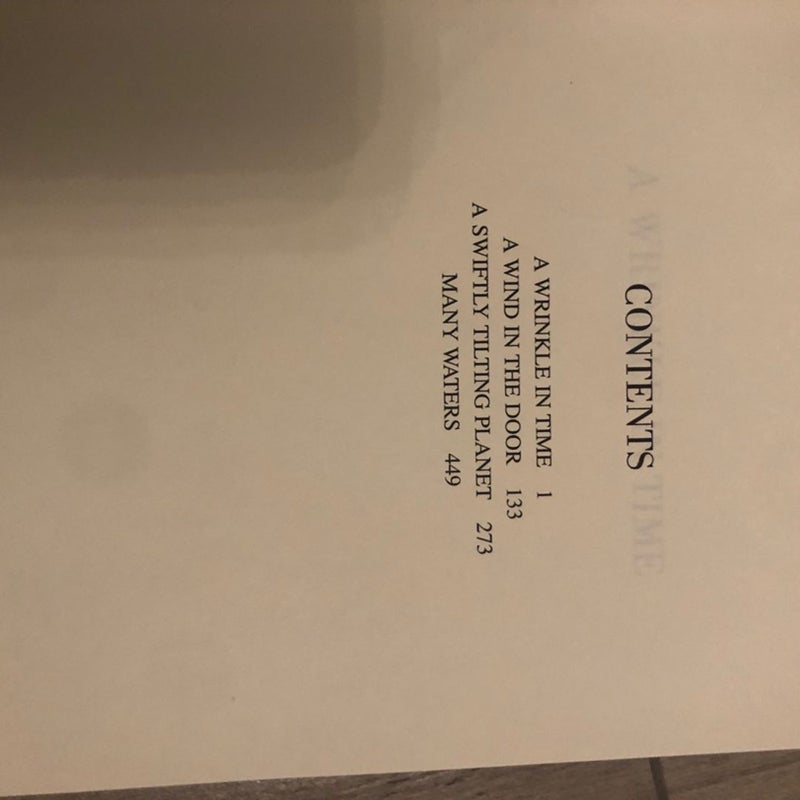 CONTENTS
A WRINKLE IN TIME 1
A WIND IN THE DOOR 133
A SWIFTLY TILTING PLANET 273
MANY WATERS 449